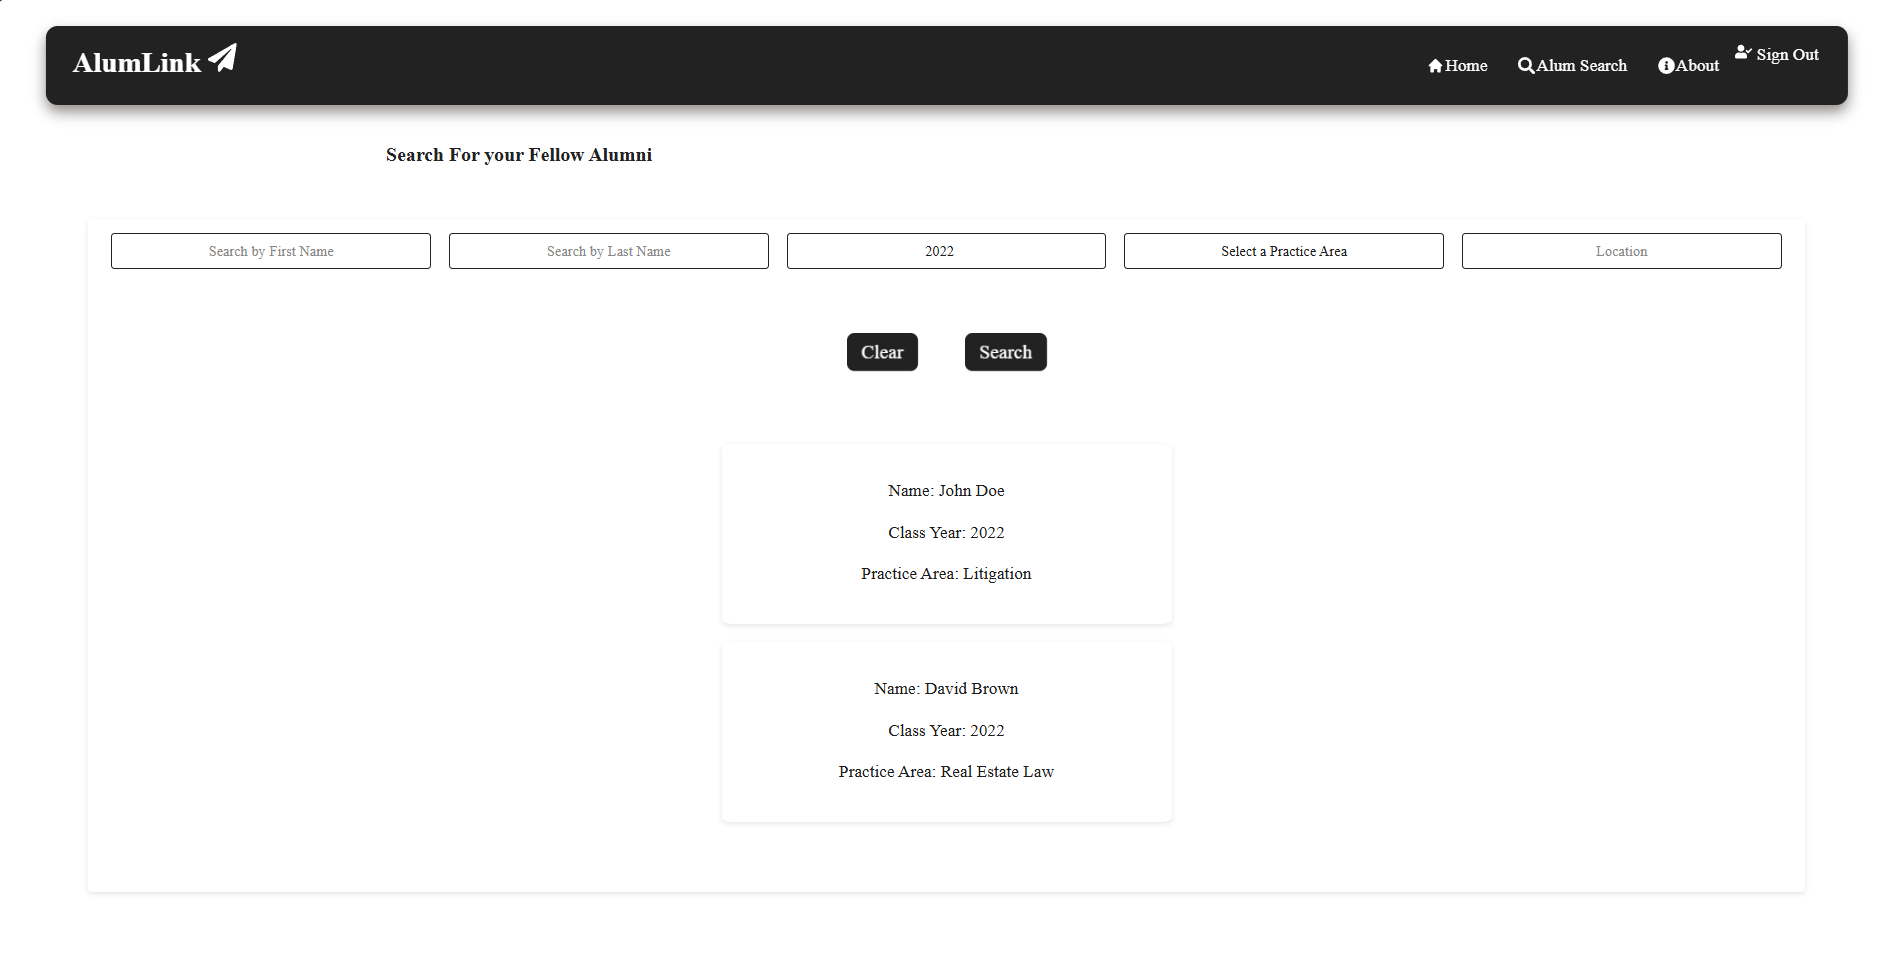 AlumLink
Home Alum Search About Sign Out
Search For your Fellow Alumni
Search by First Name Search by Last Name 2022 Select a Practice Area Location
Clear Search
Name: John Doe
Class Year: 2022
Practice Area: Litigation
Name: David Brown
Class Year: 2022
Practice Area: Real Estate Law